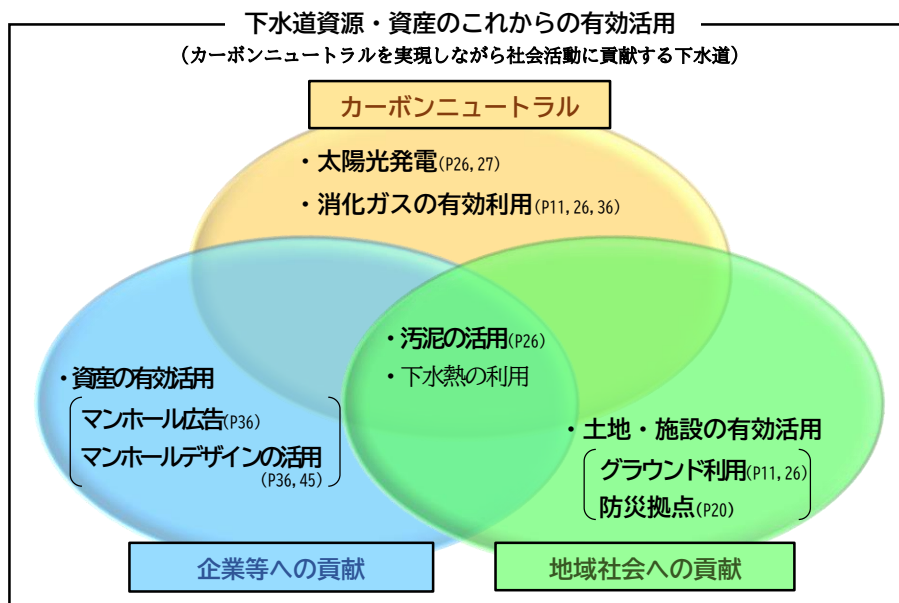 下水道資源・資産のこれからの有効活用
（カーボンニュートラルを実現しながら社会活動に貢献する下水道）
カーボンニュートラル
・太陽光発電(P26,27)
・消化ガスの有効利用(P11,26,36)
・汚泥の活用(P26)
・下水熱の利用
・資産の有効活用
マンホール広告(P36)
マンホールデザインの活用
(P36,45)
・土地・施設の有効活用
グラウンド利用(P11,26)
防災拠点(P20)
企業等への貢献
地域社会への貢献